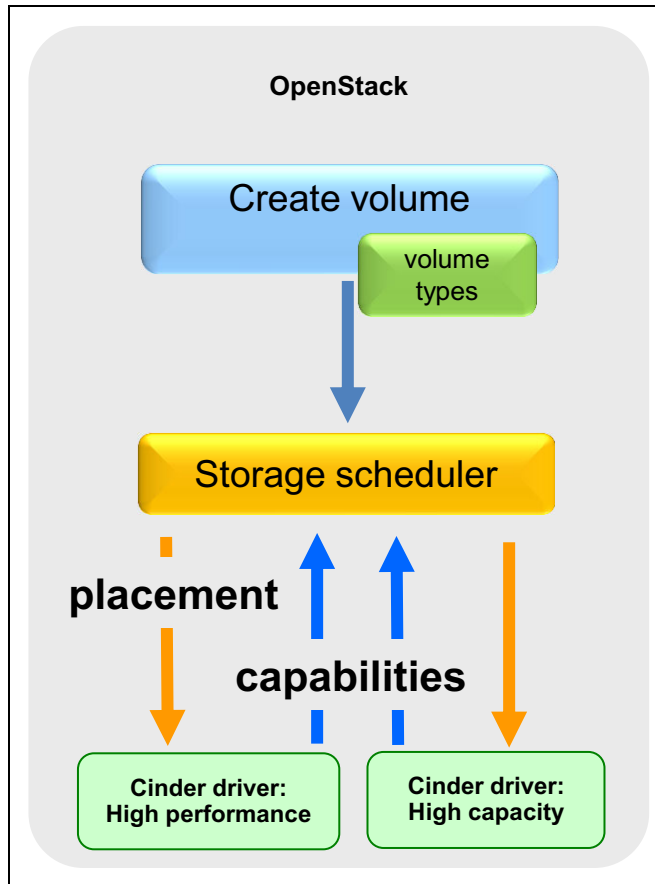 OpenStack
Create volume
volume
types
Storage scheduler
placement
capabilities
Cinder driver:
High performance
Cinder driver:
High capacity